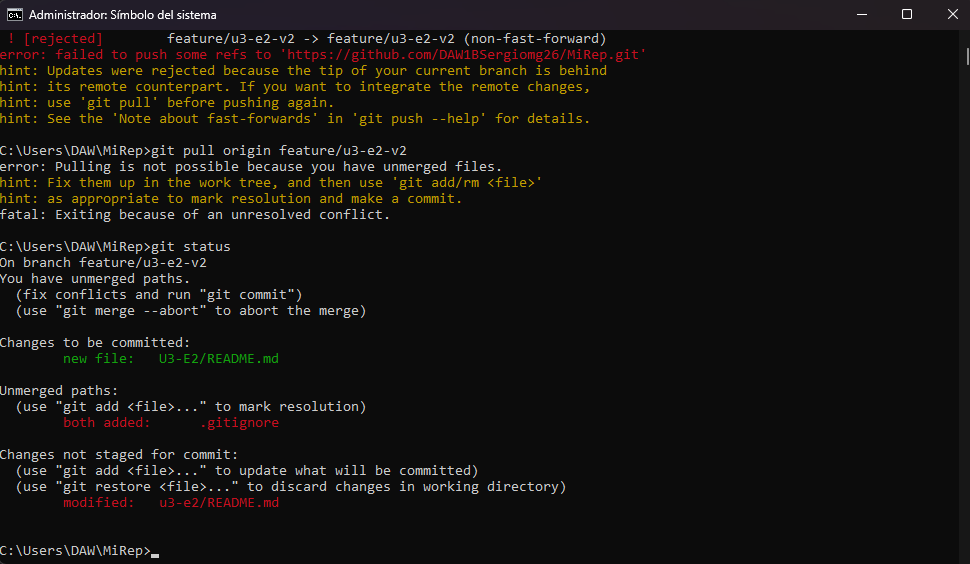 Administrador: Símbolo del sistema
! [rejected]        feature/u3-e2-v2 -> feature/u3-e2-v2 (non-fast-forward)
error: failed to push some refs to 'https://github.com/DAW1BSergiomg26/MiRep.git'
hint: Updates were rejected because the tip of your current branch is behind
hint: its remote counterpart. If you want to integrate the remote changes,
hint: use 'git pull' before pushing again.
hint: See the 'Note about fast-forwards' in 'git push --help' for details.
C:\Users\DAW\MiRep>git pull origin feature/u3-e2-v2
error: Pulling is not possible because you have unmerged files.
hint: Fix them up in the work tree, and then use 'git add/rm <file>'
hint: as appropriate to mark resolution and make a commit.
fatal: Exiting because of an unresolved conflict.
C:\Users\DAW\MiRep>git status
On branch feature/u3-e2-v2
You have unmerged paths.
  (fix conflicts and run "git commit")
  (use "git merge --abort" to abort the merge)
Changes to be committed:
        new file:   U3-E2/README.md
Unmerged paths:
  (use "git add <file>..." to mark resolution)
        both added:      .gitignore
Changes not staged for commit:
  (use "git add <file>..." to update what will be committed)
  (use "git restore <file>..." to discard changes in working directory)
        modified:   u3-e2/README.md
C:\Users\DAW\MiRep>